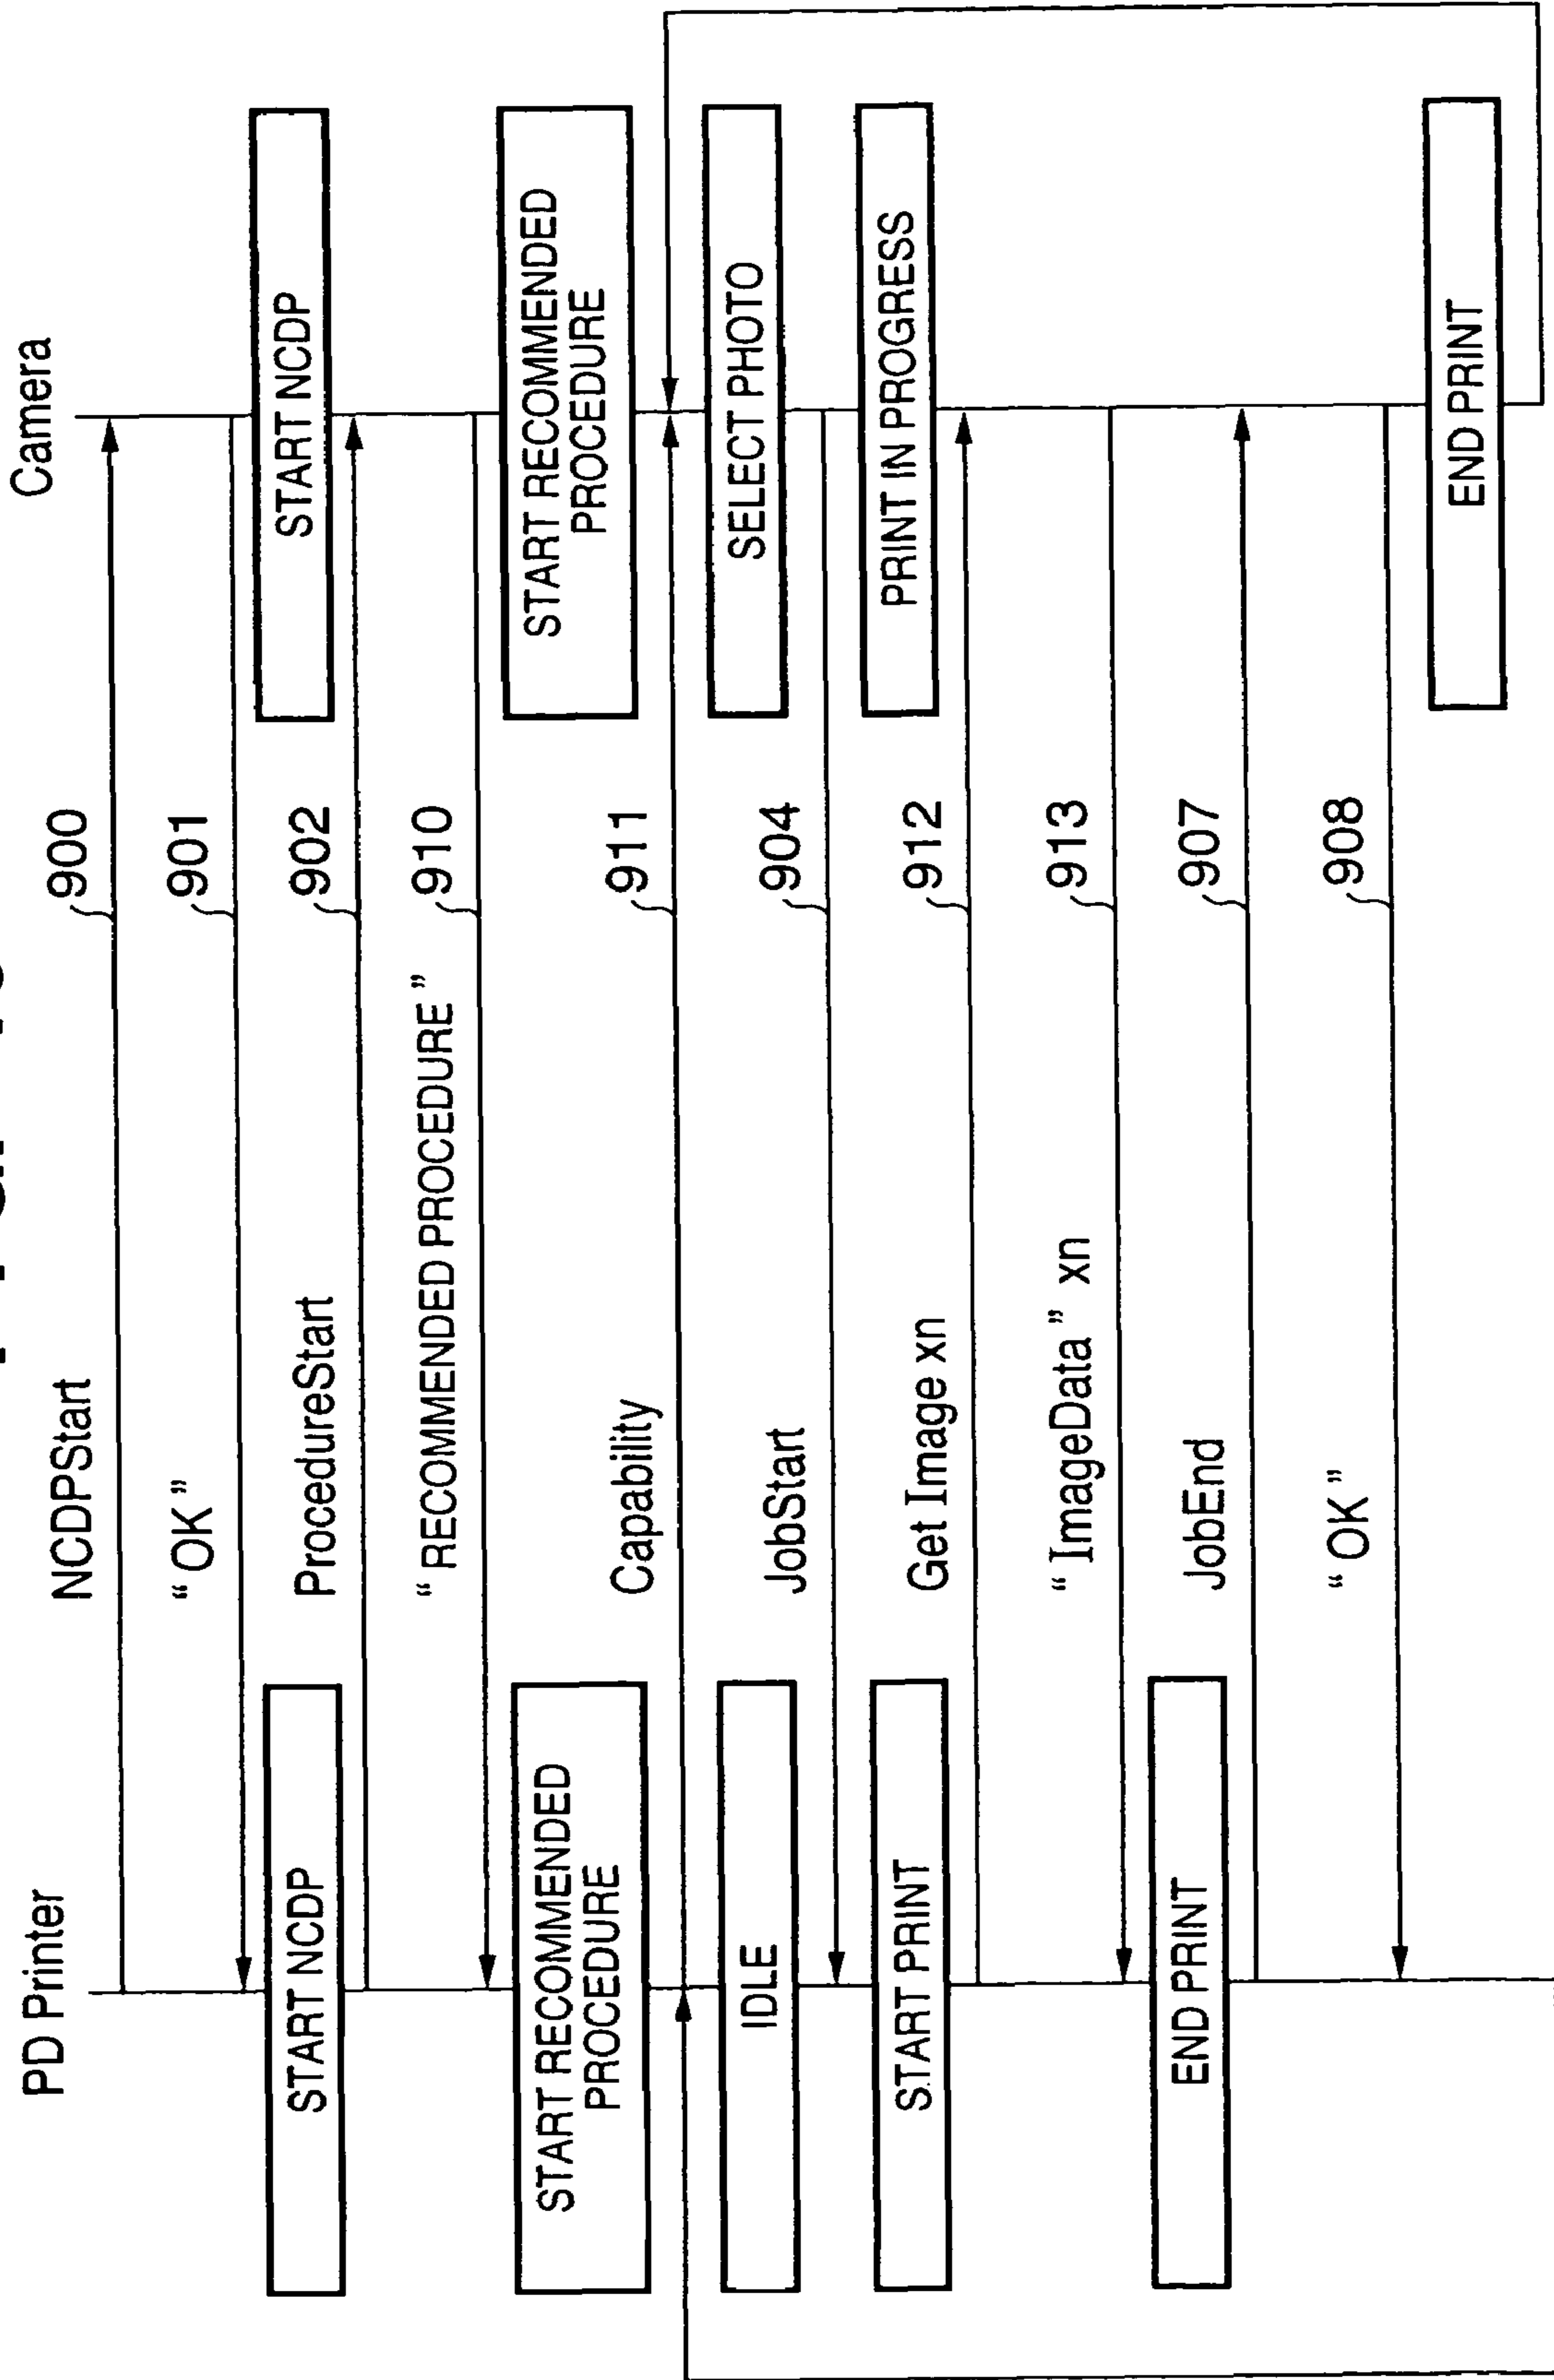 PD Printer
Camera
NCDPStart
900
“ OK ”
901
START NCDP
START NCDP
ProcedureStart
902
“ RECOMMENDED PROCEDURE ”
910
START RECOMMENDED
PROCEDURE
START RECOMMENDED
PROCEDURE
Capability
911
IDLE
SELECT PHOTO
JobStart
904
START PRINT
PRINT IN PROGRESS
Get Image xn
912
“ ImageData ” xn
913
END PRINT
JobEnd
907
“ OK ”
908
END PRINT